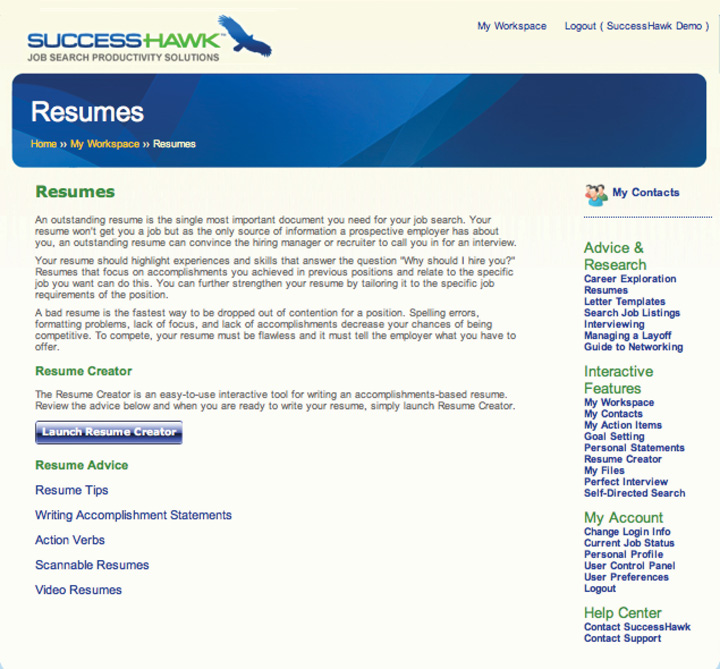 SUCCESSHAWK™
JOB SEARCH PRODUCTIVITY SOLUTIONS
My Workspace Logout ( SuccessHawk Demo )
Resumes
Home ›› My Workspace ›› Resumes
Resumes
An outstanding resume is the single most important document you need for your job search. Your
resume won't get you a job but as the only source of information a prospective employer has about
you, an outstanding resume can convince the hiring manager or recruiter to call you in for an interview.
Your resume should highlight experiences and skills that answer the question "Why should I hire you?"
Resumes that focus on accomplishments you achieved in previous positions and relate to the specific
job you want can do this. You can further strengthen your resume by tailoring it to the specific job
requirements of the position.
A bad resume is the fastest way to be dropped out of contention for a position. Spelling errors,
formatting problems, lack of focus, and lack of accomplishments decrease your chances of being
competitive. To compete, your resume must be flawless and it must tell the employer what you have to
offer.
Resume Creator
The Resume Creator is an easy-to-use interactive tool for writing an accomplishments-based resume.
Review the advice below and when you are ready to write your resume, simply launch Resume Creator.
Launch Resume Creator
Resume Advice
Resume Tips
Writing Accomplishment Statements
Action Verbs
Scannable Resumes
Video Resumes
My Contacts
Advice &
Research
Career Exploration
Resumes
Letter Templates
Search Job Listings
Interviewing
Managing a Layoff
Guide to Networking
Interactive
Features
My Workspace
My Contacts
My Action Items
Goal Setting
Personal Statements
Resume Creator
My Files
Perfect Interview
Self-Directed Search
My Account
Change Login Info
Current Job Status
Personal Profile
User Control Panel
User Preferences
Logout
Help Center
Contact SuccessHawk
Contact Support